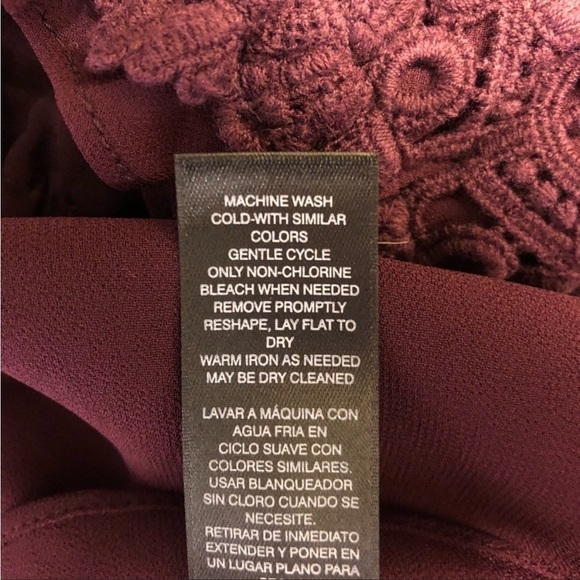 MACHINE WASH
COLD-WITH SIMILAR
COLORS
GENTLE CYCLE
ONLY NON-CHLORINE
BLEACH WHEN NEEDED
REMOVE PROMPTLY
RESHAPE, LAY FLAT TO
DRY
WARM IRON AS NEEDED
MAY BE DRY CLEANED
LAVAR A MÁQUINA CON
AGUA FRIA EN
CICLO SUAVE CON
COLORES SIMILARES.
USAR BLANQUEADOR
SIN CLORO CUANDO SE
NECESITE.
RETIRAR DE INMEDIATO
EXTENDER Y PONER EN
UN LUGAR PLANO PARA